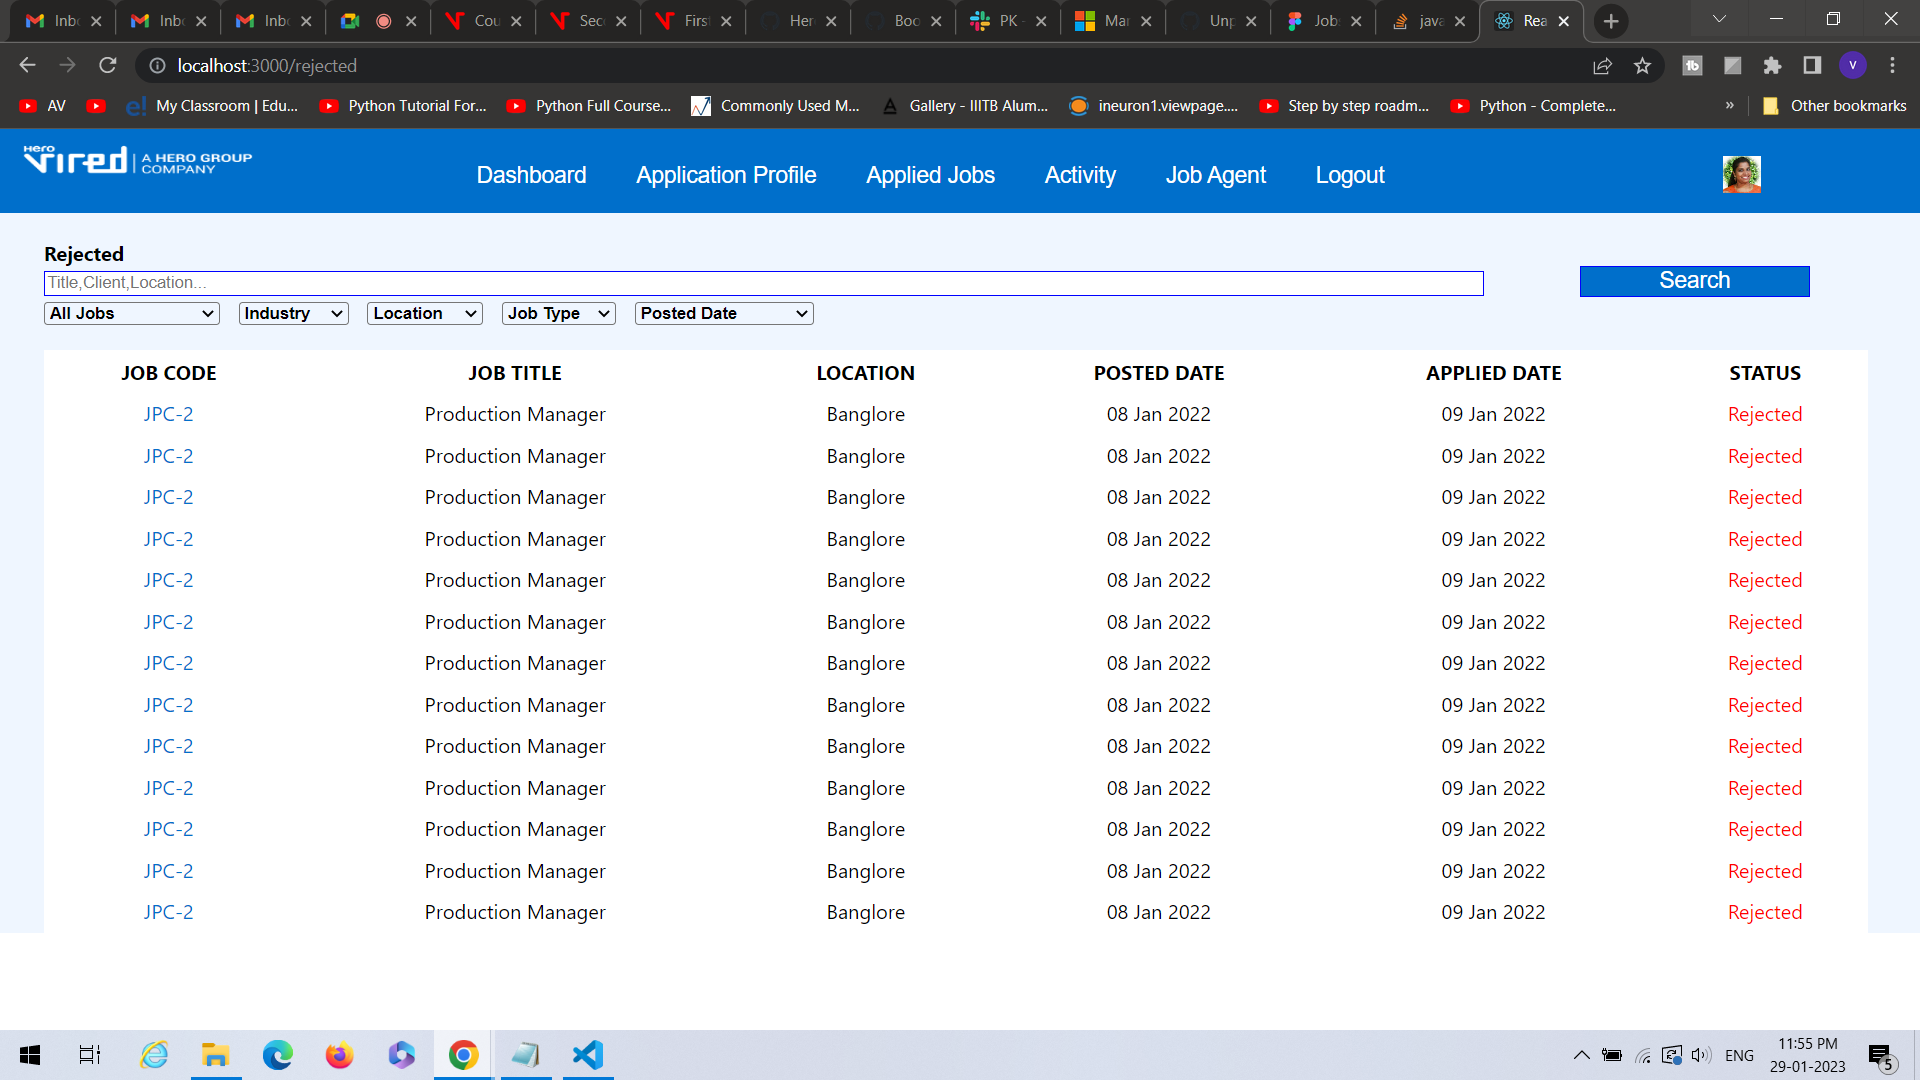 Inb Inb Inb Cou Sec First Her Boo PK - Mar Unp Job java Rea
localhost:3000/rejected
AV My Classroom | Edu... Python Tutorial For... Python Full Course... Commonly Used M... Gallery - IIITB Alum... ineuron1.viewpage.... Step by step roadm... Python - Complete... » Other bookmarks
Hero Vired A HERO GROUP COMPANY
Dashboard Application Profile Applied Jobs Activity Job Agent Logout
Rejected
Title,Client,Location...
Search
All Jobs Industry Location Job Type Posted Date
JOB CODE JOB TITLE LOCATION POSTED DATE APPLIED DATE STATUS
JPC-2 Production Manager Banglore 08 Jan 2022 09 Jan 2022 Rejected
JPC-2 Production Manager Banglore 08 Jan 2022 09 Jan 2022 Rejected
JPC-2 Production Manager Banglore 08 Jan 2022 09 Jan 2022 Rejected
JPC-2 Production Manager Banglore 08 Jan 2022 09 Jan 2022 Rejected
JPC-2 Production Manager Banglore 08 Jan 2022 09 Jan 2022 Rejected
JPC-2 Production Manager Banglore 08 Jan 2022 09 Jan 2022 Rejected
JPC-2 Production Manager Banglore 08 Jan 2022 09 Jan 2022 Rejected
JPC-2 Production Manager Banglore 08 Jan 2022 09 Jan 2022 Rejected
JPC-2 Production Manager Banglore 08 Jan 2022 09 Jan 2022 Rejected
JPC-2 Production Manager Banglore 08 Jan 2022 09 Jan 2022 Rejected
JPC-2 Production Manager Banglore 08 Jan 2022 09 Jan 2022 Rejected
JPC-2 Production Manager Banglore 08 Jan 2022 09 Jan 2022 Rejected
JPC-2 Production Manager Banglore 08 Jan 2022 09 Jan 2022 Rejected
ENG
11:55 PM
29-01-2023
5